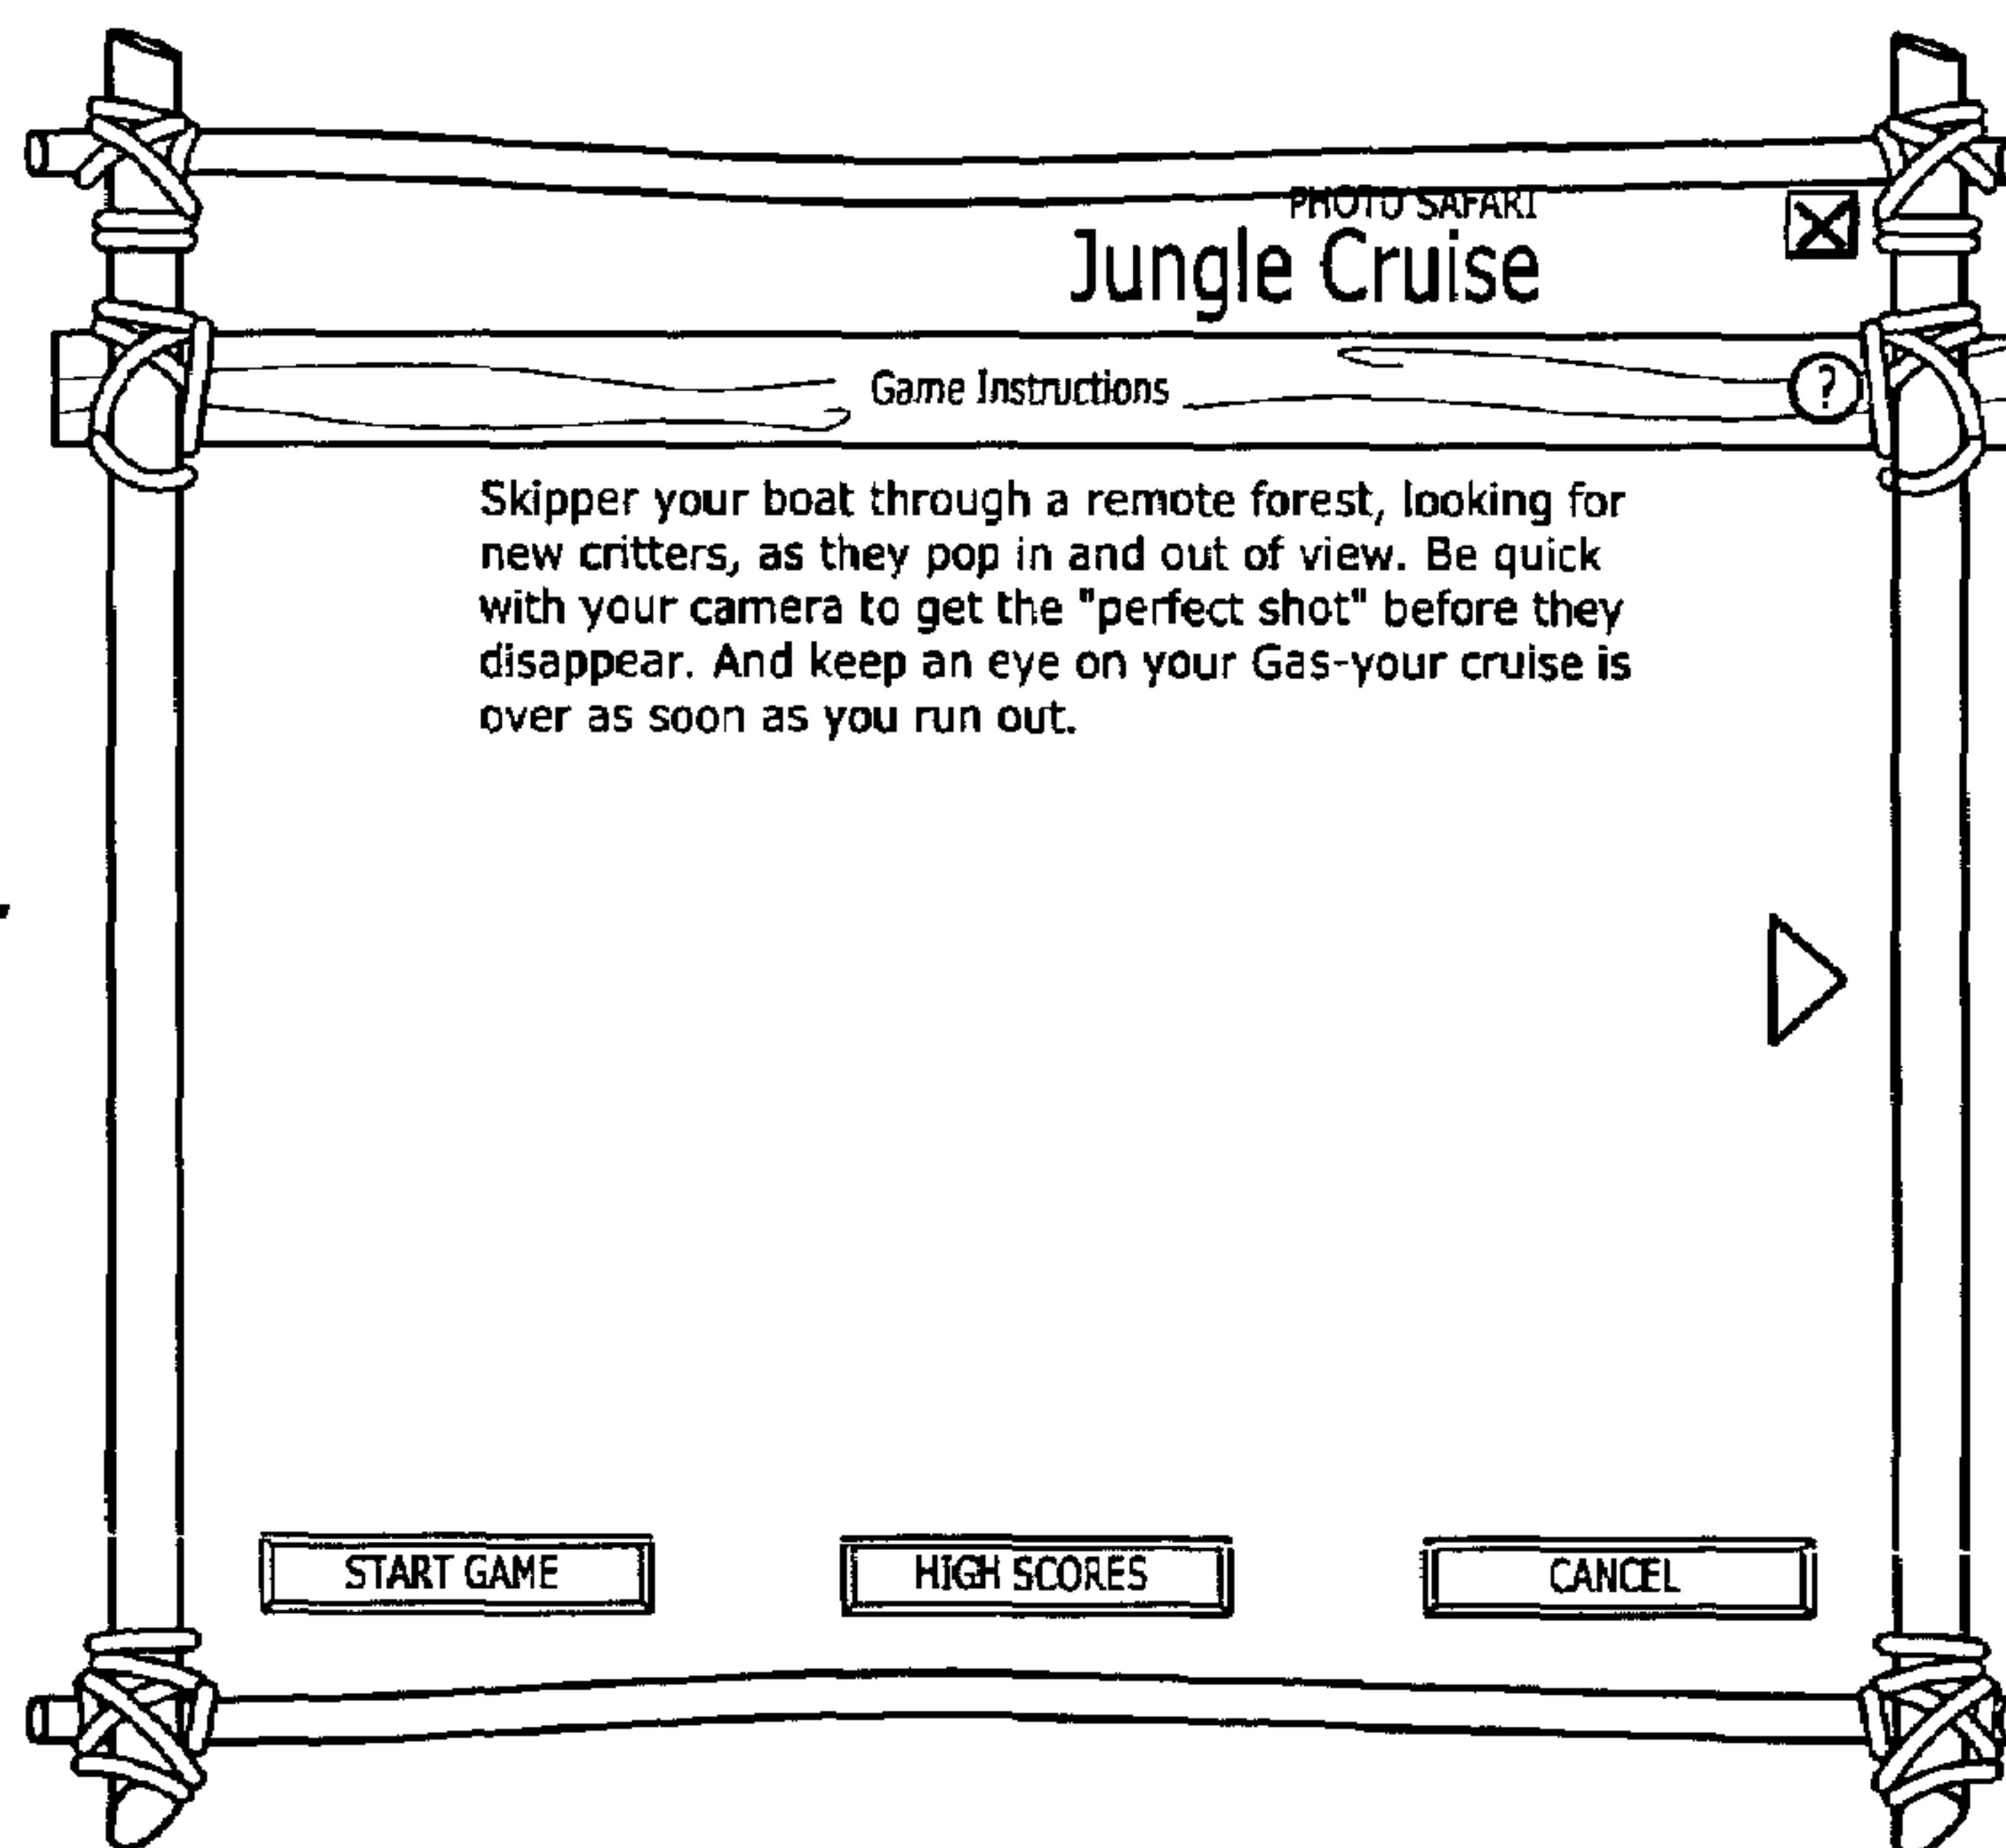 PHOTO SAFARI
Jungle Cruise
Game Instructions
?
Skipper your boat through a remote forest, looking for
new critters, as they pop in and out of view. Be quick
with your camera to get the "perfect shot" before they
disappear. And keep an eye on your Gas-your cruise is
over as soon as you run out.
START GAME
HIGH SCORES
CANCEL